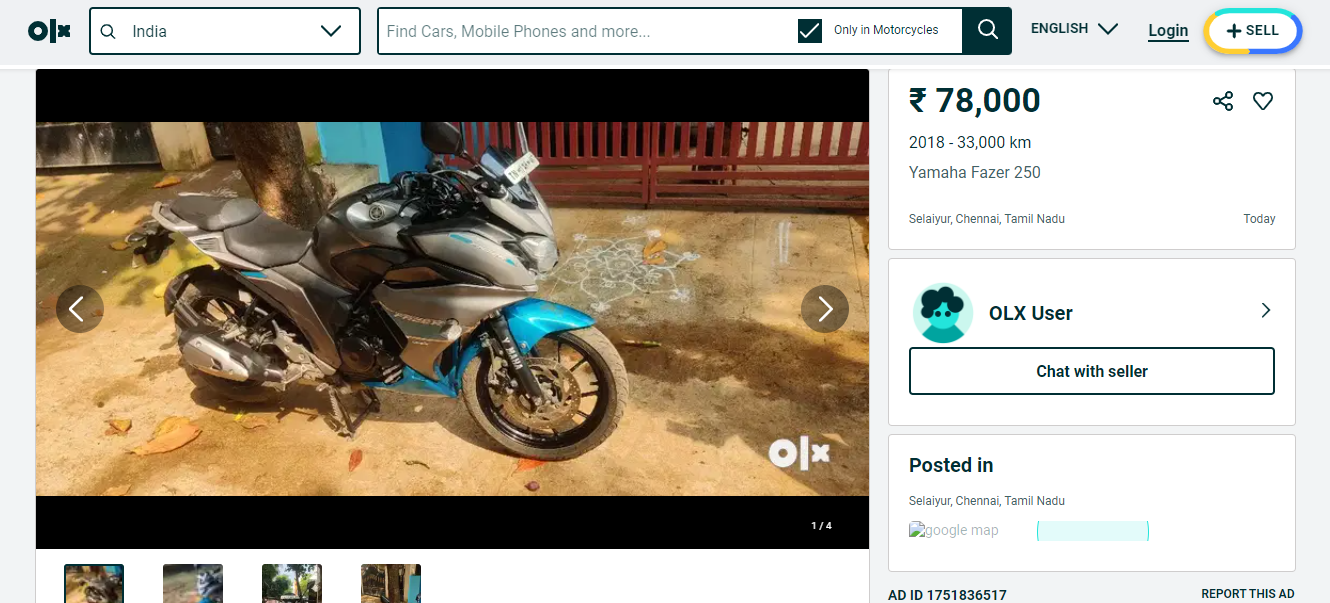 olx
India
Find Cars, Mobile Phones and more...
Only in Motorcycles
ENGLISH
Login
+ SELL
₹ 78,000
2018 - 33,000 km
Yamaha Fazer 250
Selaiyur, Chennai, Tamil Nadu
Today
OLX User
Chat with seller
olx
1 / 4
Posted in
Selaiyur, Chennai, Tamil Nadu
google map
AD ID 1751836517
REPORT THIS AD